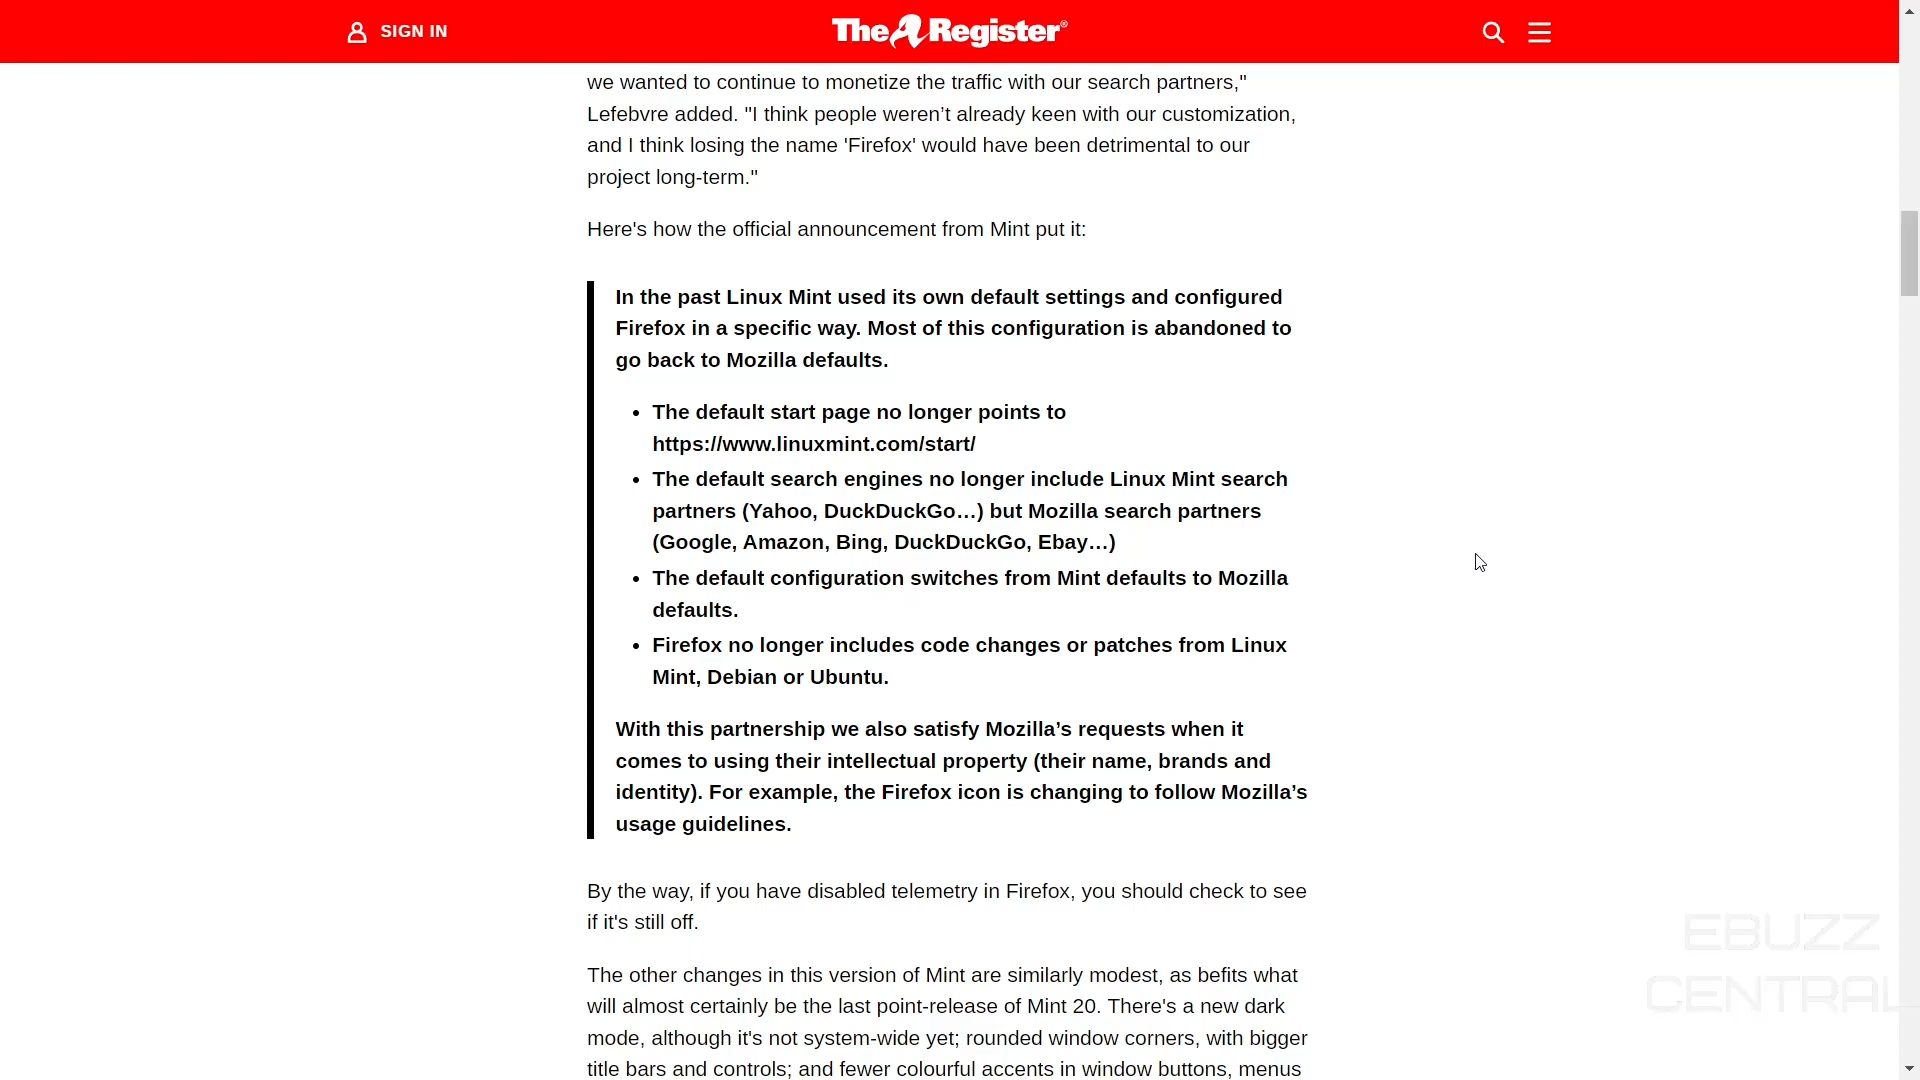 SIGN IN
The Register®
we wanted to continue to monetize the traffic with our search partners,"
Lefebvre added. "I think people weren’t already keen with our customization,
and I think losing the name 'Firefox' would have been detrimental to our
project long-term."
Here's how the official announcement from Mint put it:
In the past Linux Mint used its own default settings and configured
Firefox in a specific way. Most of this configuration is abandoned to
go back to Mozilla defaults.
• The default start page no longer points to
https://www.linuxmint.com/start/
• The default search engines no longer include Linux Mint search
partners (Yahoo, DuckDuckGo…) but Mozilla search partners
(Google, Amazon, Bing, DuckDuckGo, Ebay…)
• The default configuration switches from Mint defaults to Mozilla
defaults.
• Firefox no longer includes code changes or patches from Linux
Mint, Debian or Ubuntu.
With this partnership we also satisfy Mozilla’s requests when it
comes to using their intellectual property (their name, brands and
identity). For example, the Firefox icon is changing to follow Mozilla’s
usage guidelines.
By the way, if you have disabled telemetry in Firefox, you should check to see
if it's still off.
The other changes in this version of Mint are similarly modest, as befits what
will almost certainly be the last point-release of Mint 20. There's a new dark
mode, although it's not system-wide yet; rounded window corners, with bigger
title bars and controls; and fewer colourful accents in window buttons, menus
EBUZZ
CENTRAL